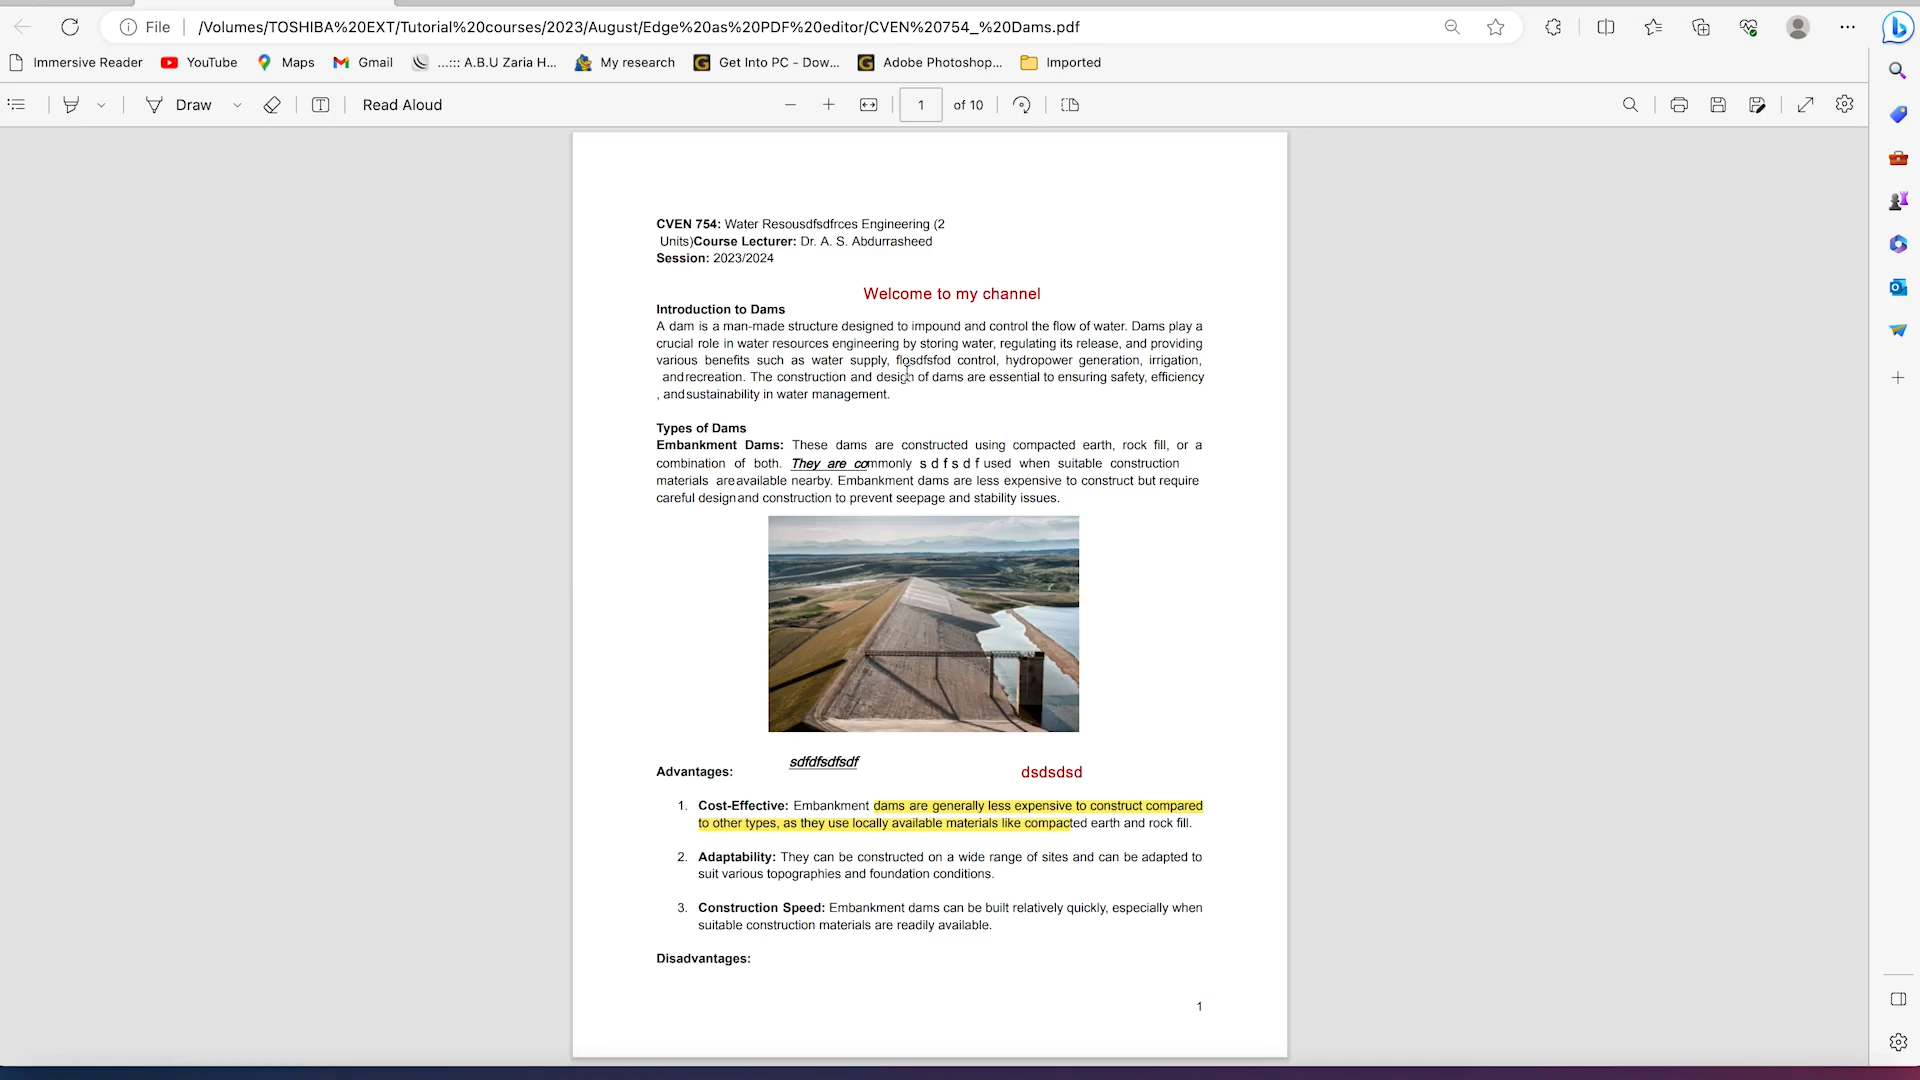 File /Volumes/TOSHIBA%20EXT/Tutorial%20courses/2023/August/Edge%20as%20PDF%20editor/CVEN%20754_%20Dams.pdf
Immersive Reader YouTube Maps Gmail ...::: A.B.U Zaria H... My research Get Into PC - Dow... Adobe Photoshop... Imported
Draw Read Aloud 1 of 10
CVEN 754: Water Resousdfsdfrces Engineering (2
Units)Course Lecturer: Dr. A. S. Abdurrasheed
Session: 2023/2024
Welcome to my channel
Introduction to Dams
A dam is a man-made structure designed to impound and control the flow of water. Dams play a
crucial role in water resources engineering by storing water, regulating its release, and providing
various benefits such as water supply, flosdfsfod control, hydropower generation, irrigation,
andrecreation. The construction and design of dams are essential to ensuring safety, efficiency
, andsustainability in water management.
Types of Dams
Embankment Dams: These dams are constructed using compacted earth, rock fill, or a
combination of both. They are commonly s d f s d f used when suitable construction
materials areavailable nearby. Embankment dams are less expensive to construct but require
careful designand construction to prevent seepage and stability issues.
sdfdfsdfsdf
Advantages: dsdsdsd
1. Cost-Effective: Embankment dams are generally less expensive to construct compared
to other types, as they use locally available materials like compacted earth and rock fill.
2. Adaptability: They can be constructed on a wide range of sites and can be adapted to
suit various topographies and foundation conditions.
3. Construction Speed: Embankment dams can be built relatively quickly, especially when
suitable construction materials are readily available.
Disadvantages:
1